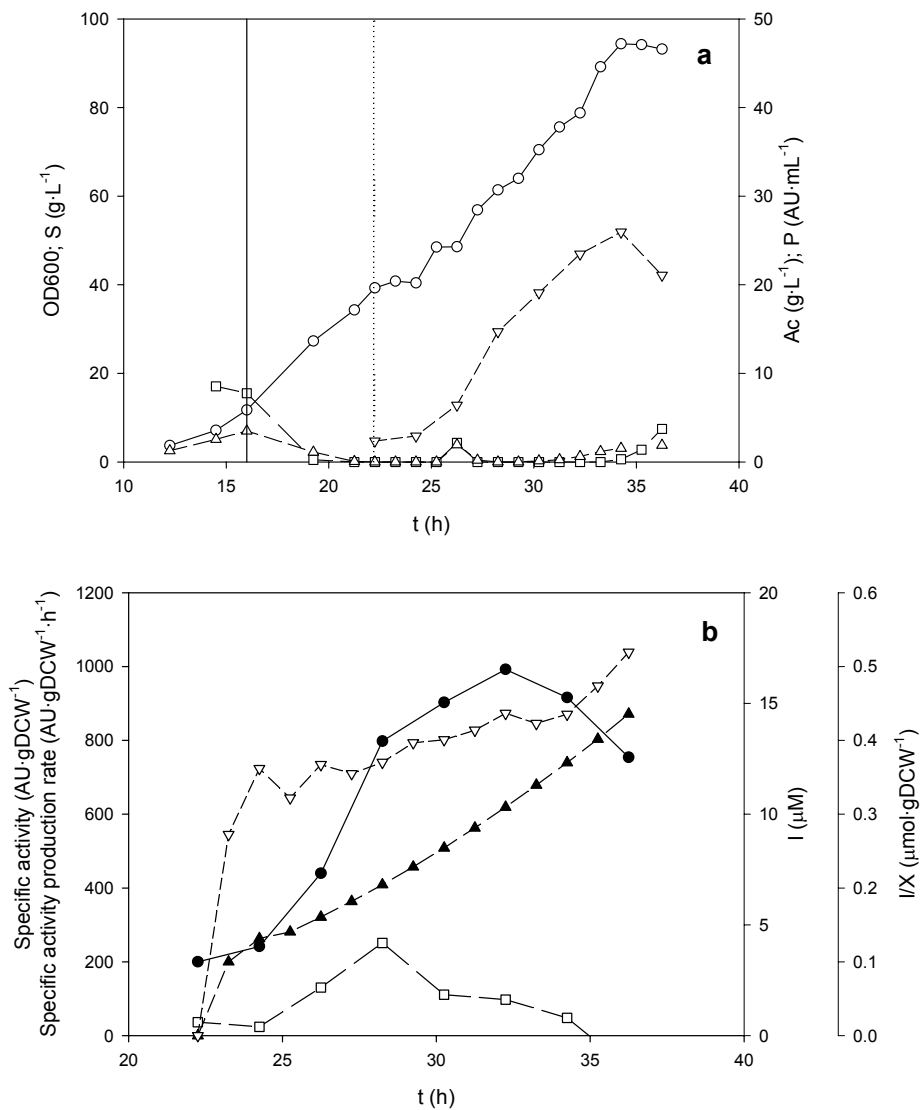 a
OD600; S (g·L⁻¹)
100
80
60
40
20
0
50
40
30
20
10
0
Ac (g·L⁻¹); P (AU·mL⁻¹)
10 15 20 25 30 35 40
t (h)
b
Specific activity (AU·gDCW⁻¹)
Specific activity production rate (AU·gDCW⁻¹·h⁻¹)
1200
1000
800
600
400
200
0
20
15
10
5
0
I (μM)
0.6
0.5
0.4
0.3
0.2
0.1
0.0
I/X (μmol·gDCW⁻¹)
20 25 30 35 40
t (h)